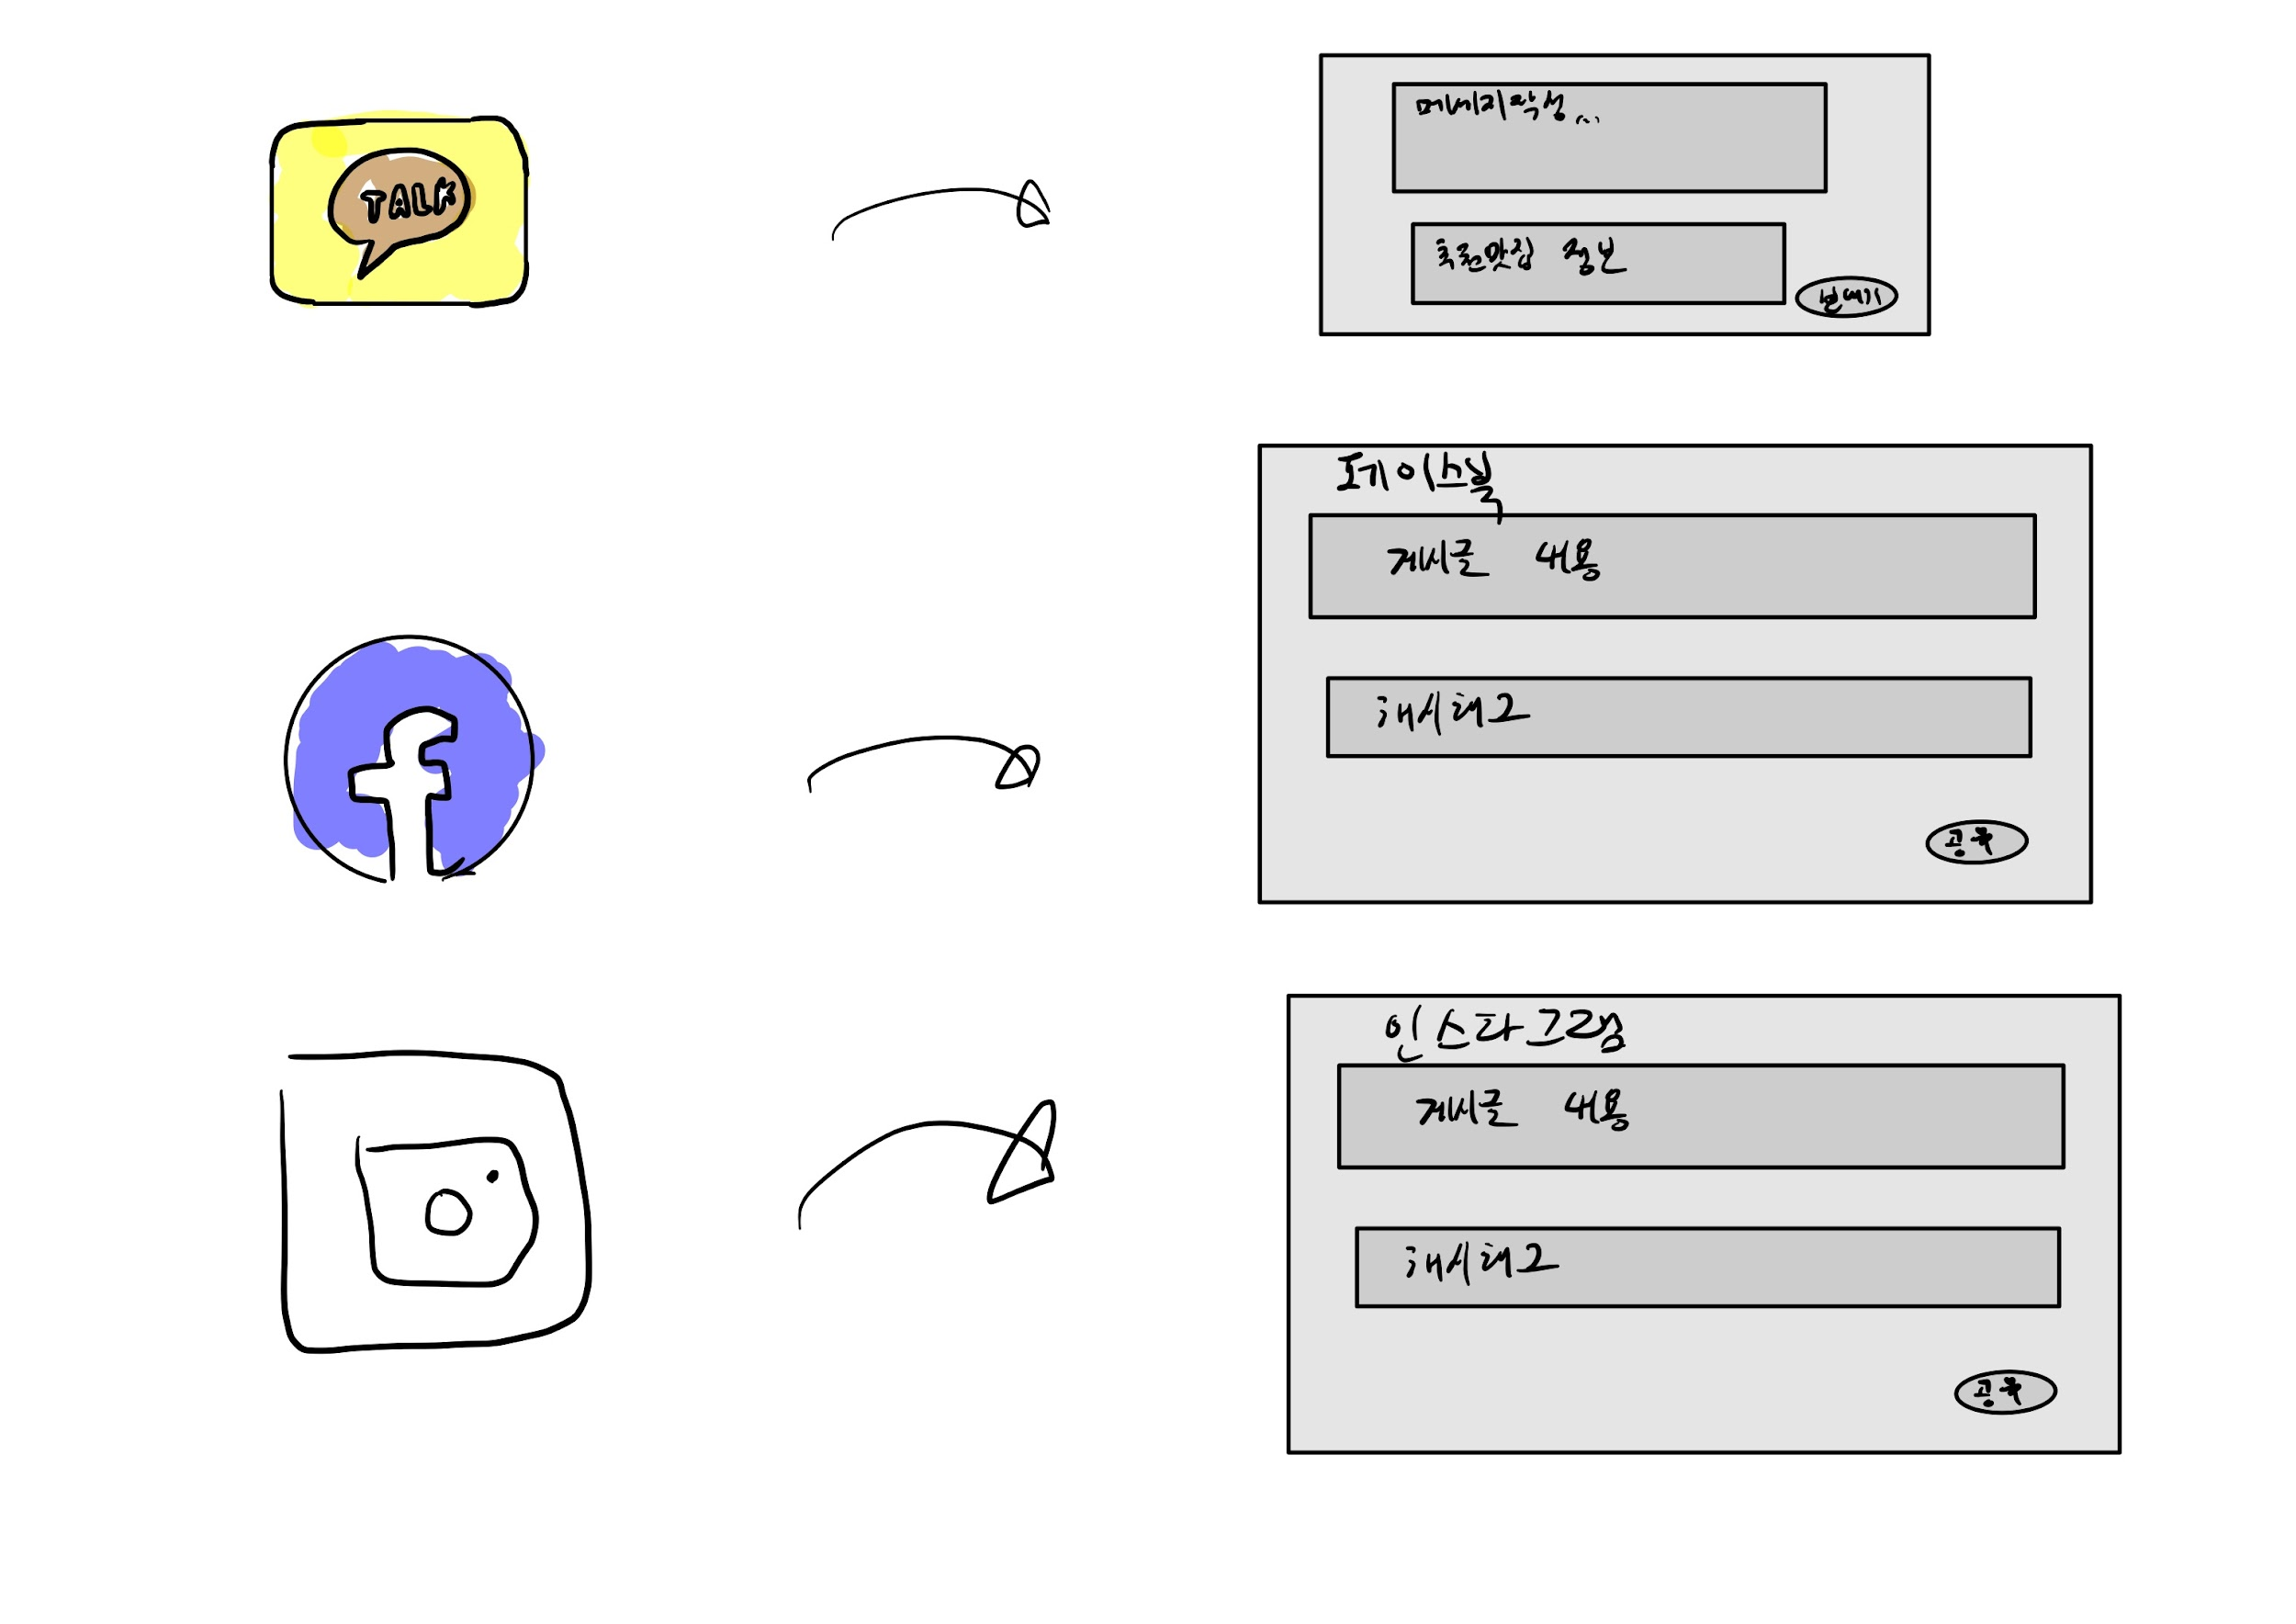 TALK
메세지 작성...
추천맛집 정보
보내기
페이스북
게시글 내용
해시태그
공유
인스타그램
게시글 내용
해시태그
공유